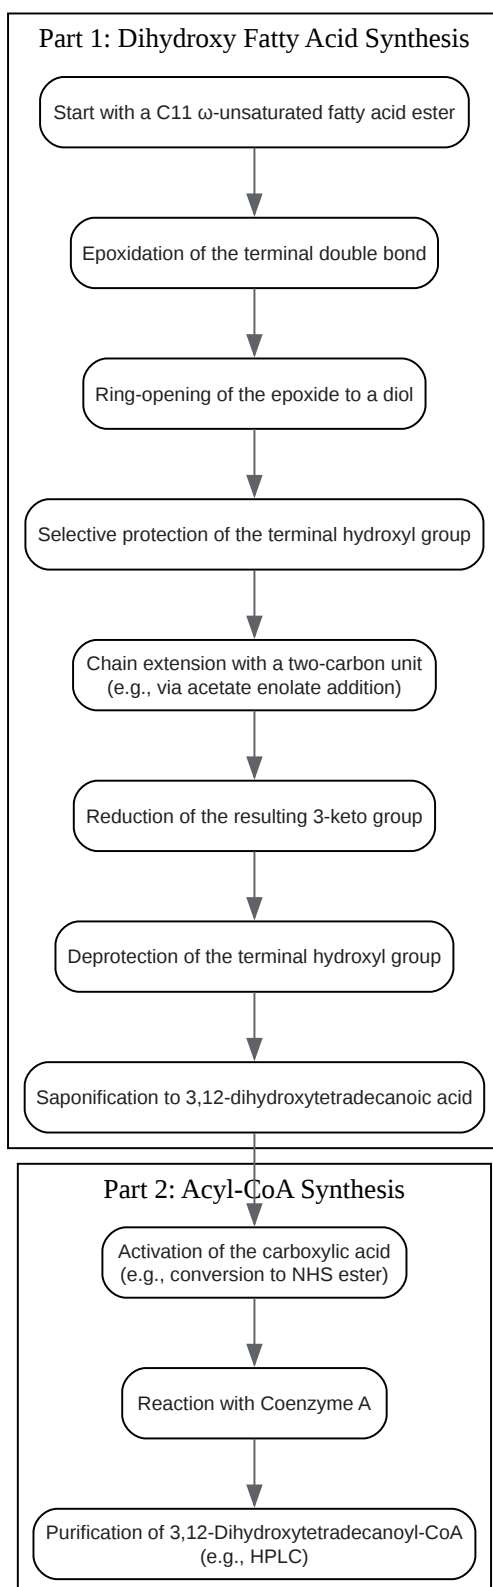 Part 1: Dihydroxy Fatty Acid Synthesis
Start with a C11 ω-unsaturated fatty acid ester
Epoxidation of the terminal double bond
Ring-opening of the epoxide to a diol
Selective protection of the terminal hydroxyl group
Chain extension with a two-carbon unit
(e.g., via acetate enolate addition)
Reduction of the resulting 3-keto group
Deprotection of the terminal hydroxyl group
Saponification to 3,12-dihydroxytetradecanoic acid
Part 2: Acyl-CoA Synthesis
Activation of the carboxylic acid
(e.g., conversion to NHS ester)
Reaction with Coenzyme A
Purification of 3,12-Dihydroxytetradecanoyl-CoA
(e.g., HPLC)